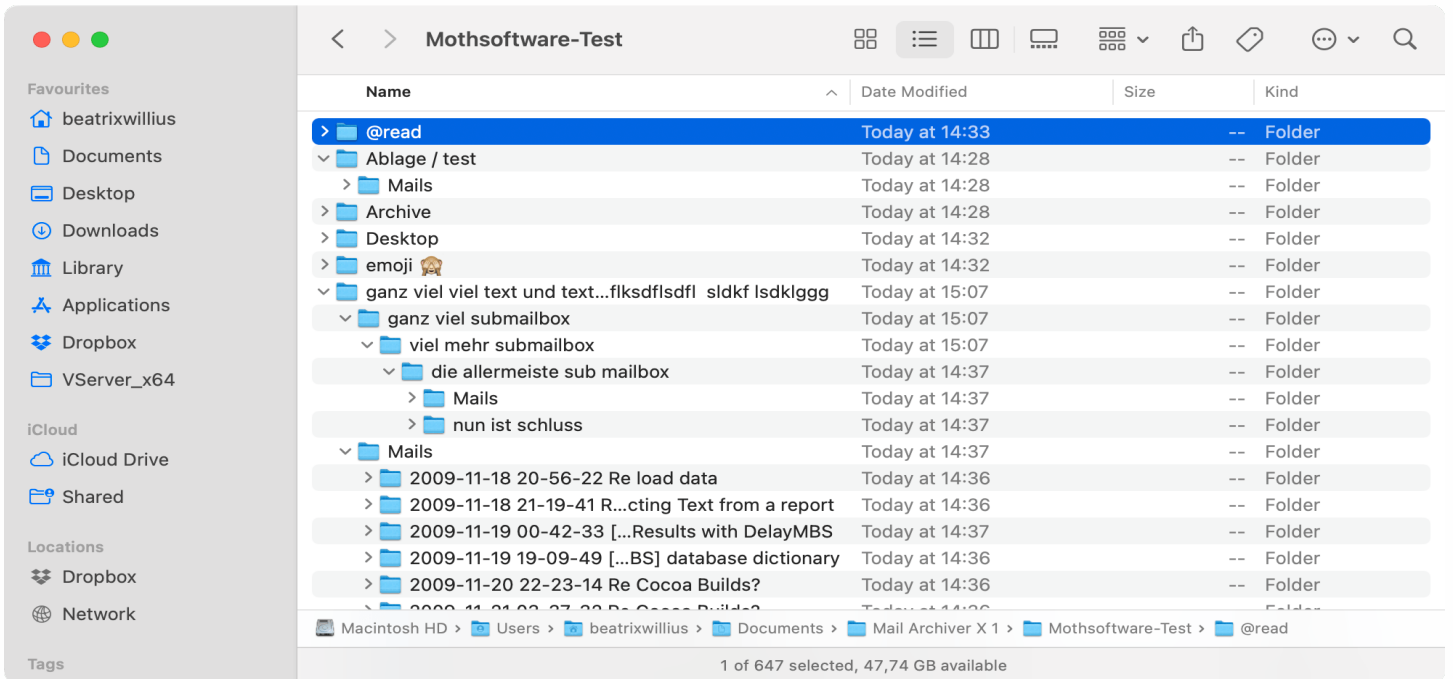 Mothsoftware-Test
Favourites
beatrixwillius
Documents
Desktop
Downloads
Library
Applications
Dropbox
VServer_x64
iCloud
iCloud Drive
Shared
Locations
Dropbox
Network
Tags
Name Date Modified Size Kind
@read Today at 14:33 -- Folder
Ablage / test Today at 14:28 -- Folder
Mails Today at 14:28 -- Folder
Archive Today at 14:28 -- Folder
Desktop Today at 14:32 -- Folder
emoji 🙈 Today at 14:32 -- Folder
ganz viel viel text und text...flksdflsdfl sldkf lsdklggg Today at 15:07 -- Folder
ganz viel submailbox Today at 15:07 -- Folder
viel mehr submailbox Today at 15:07 -- Folder
die allermeiste sub mailbox Today at 14:37 -- Folder
Mails Today at 14:37 -- Folder
nun ist schluss Today at 14:37 -- Folder
Mails Today at 14:37 -- Folder
2009-11-18 20-56-22 Re load data Today at 14:36 -- Folder
2009-11-18 21-19-41 R...cting Text from a report Today at 14:36 -- Folder
2009-11-19 00-42-33 [...Results with DelayMBS Today at 14:37 -- Folder
2009-11-19 19-09-49 [...BS] database dictionary Today at 14:36 -- Folder
2009-11-20 22-23-14 Re Cocoa Builds? Today at 14:36 -- Folder
Macintosh HD › Users › beatrixwillius › Documents › Mail Archiver X 1 › Mothsoftware-Test › @read
1 of 647 selected, 47,74 GB available